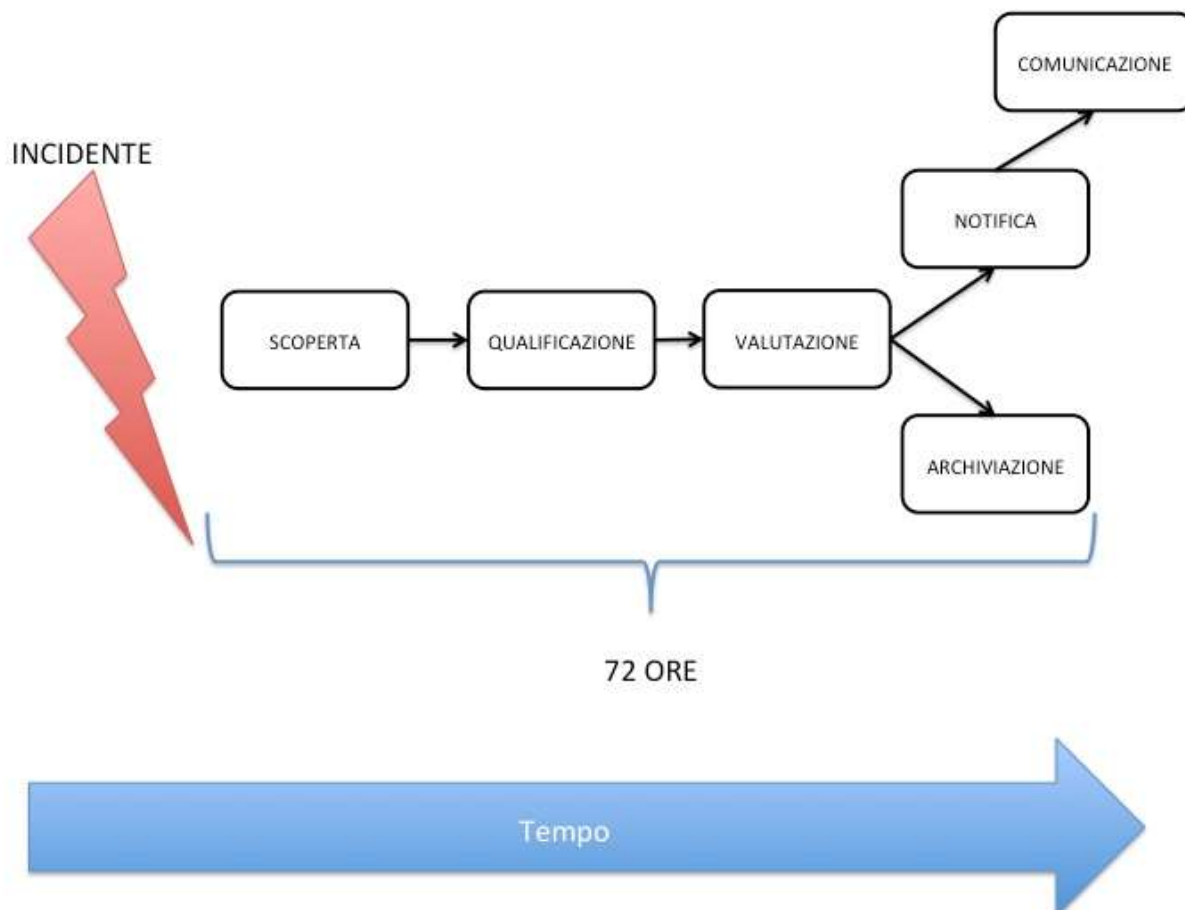 COMUNICAZIONE
INCIDENTE
NOTIFICA
SCOPERTA
QUALIFICAZIONE
VALUTAZIONE
ARCHIVIAZIONE
72 ORE
Tempo